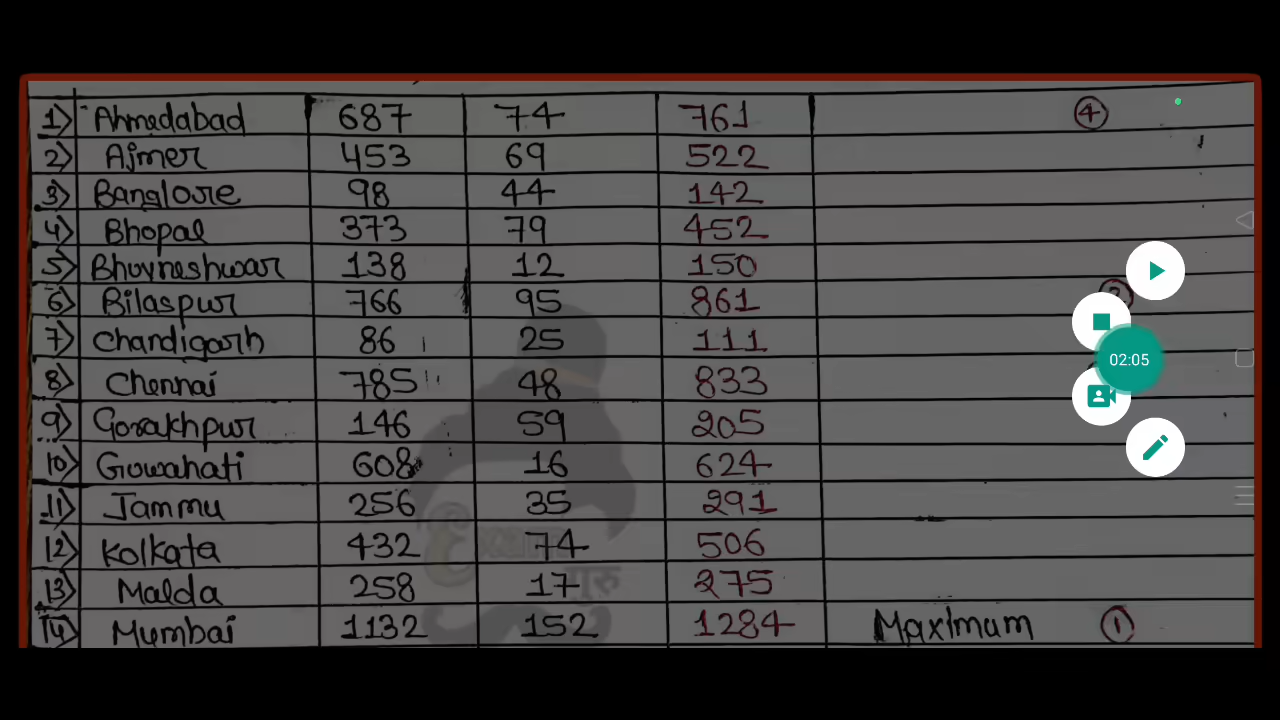 1) Ahmedabad 687 74 761 4
2) Ajmer 453 69 522
3) Banglore 98 44 142
4) Bhopal 373 79 452
5) Bhuvneshwar 138 12 150
6) Bilaspur 766 95 861
7) Chandigarh 86 25 111
8) Chennai 785 48 833
02:05
9) Gorakhpur 146 59 205
10) Gowahati 608 16 624
11) Jammu 256 35 291
12) Kolkata 432 74 506
13) Malda 258 17 275
14) Mumbai 1132 152 1284 Maximum 1